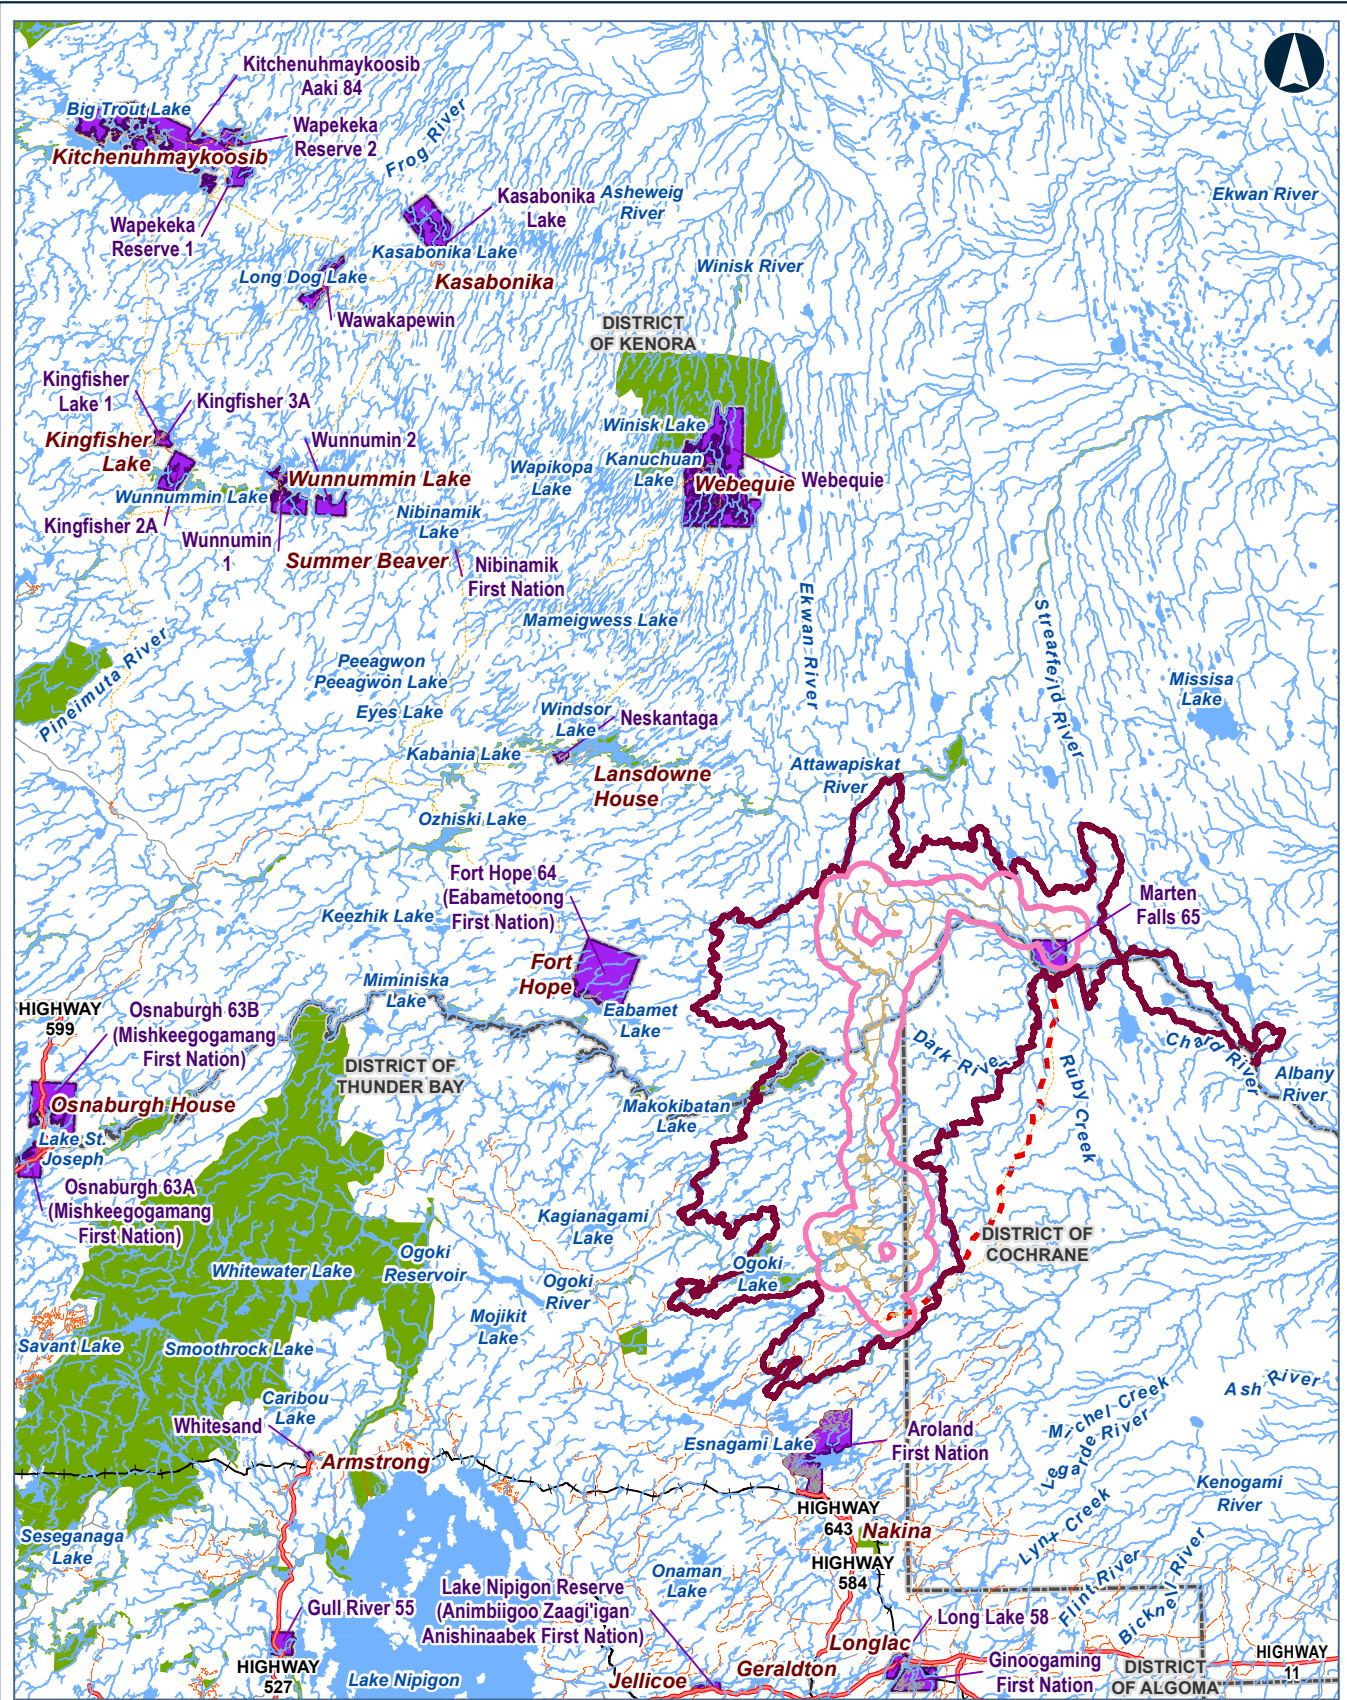 Kitchenuhmaykoosib
Aaki 84
Big Trout Lake
Wapekeka
Reserve 2
Kitchenuhmaykoosib
Frog River
Wapekeka
Reserve 1
Kasabonika
Lake
Asheweig
River
Ekwan River
Kasabonika Lake
Long Dog Lake
Kasabonika
Winisk River
Wawakapewin
DISTRICT
OF KENORA
Kingfisher
Lake 1
Kingfisher 3A
Kingfisher
Lake
Wunnumin 2
Winisk Lake
Wunnummin Lake
Wapikopa
Lake
Kanuchuan
Lake
Webequie
Webequie
Wunnummin Lake
Kingfisher 2A
Wunnumin
1
Nibinamik
Lake
Summer Beaver
Nibinamik
First Nation
Ekwan River
Streatfeild River
Mameigwess Lake
Pineimuta River
Peeagwon
Peeagwon Lake
Missisa
Lake
Eyes Lake
Windsor
Lake
Neskantaga
Kabania Lake
Lansdowne
House
Attawapiskat
River
Ozhiski Lake
Fort Hope 64
(Eabametoong
First Nation)
Marten
Falls 65
Keezhik Lake
Fort
Hope
Miminiska
Lake
Eabamet
Lake
HIGHWAY
599
Osnaburgh 63B
(Mishkeegogamang
First Nation)
DISTRICT OF
THUNDER BAY
Dark River
Ruby Creek
Chard River
Albany
River
Osnaburgh House
Makokibatan
Lake
Lake St.
Joseph
Osnaburgh 63A
(Mishkeegogamang
First Nation)
Kagianagami
Lake
DISTRICT OF
COCHRANE
Ogoki
Reservoir
Whitewater Lake
Ogoki
River
Ogoki
Lake
Mojikit
Lake
Savant Lake
Smoothrock Lake
Caribou
Lake
Michel Creek
Ash River
Legarde River
Whitesand
Armstrong
Esnagami Lake
Aroland
First Nation
Kenogami
River
HIGHWAY
643
Nakina
Seseganaga
Lake
Lynx Creek
HIGHWAY
584
Onaman
Lake
Flint River
Bicknell River
Gull River 55
Lake Nipigon Reserve
(Animbiigoo Zaagi'igan
Anishinaabek First Nation)
Long Lake 58
Longlac
HIGHWAY
527
Lake Nipigon
Jellicoe
Geraldton
Ginoogaming
First Nation
DISTRICT
OF ALGOMA
HIGHWAY
11